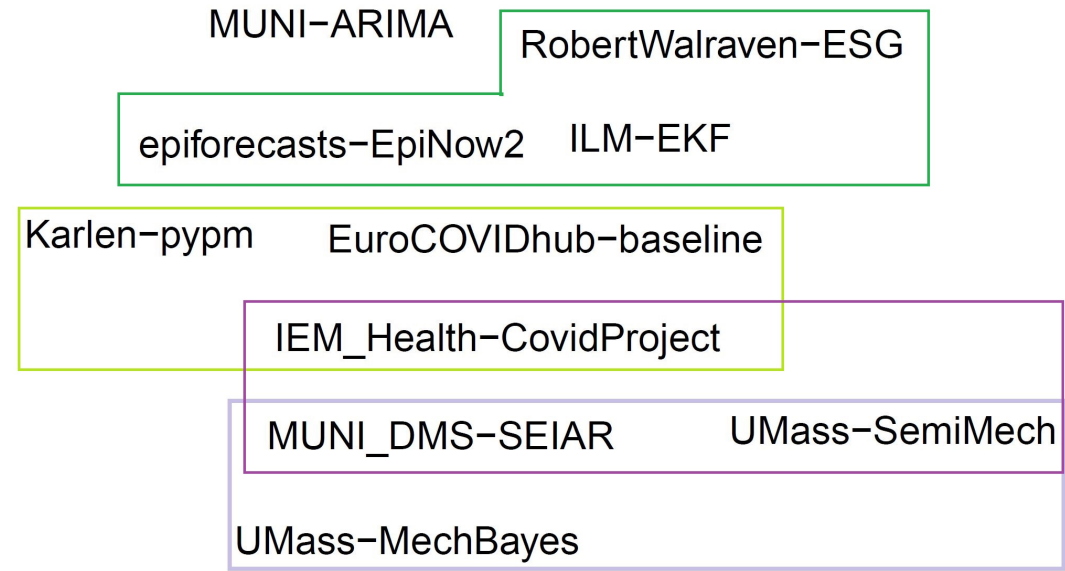 MUNI−ARIMA
RobertWalraven−ESG
epiforecasts−EpiNow2
ILM−EKF
Karlen−pypm
EuroCOVIDhub−baseline
IEM_Health−CovidProject
MUNI_DMS−SEIAR
UMass−SemiMech
UMass−MechBayes